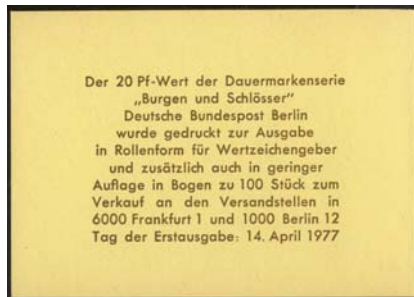 Der 20 Pf-Wert der Dauermarkenserie
„Burgen und Schlösser"
Deutsche Bundespost Berlin
wurde gedruckt zur Ausgabe
in Rollenform für Wertzeichengeber
und zusätzlich auch in geringer
Auflage in Bogen zu 100 Stück zum
Verkauf an den Versandstellen in
6000 Frankfurt 1 und 1000 Berlin 12
Tag der Erstausgabe: 14. April 1977